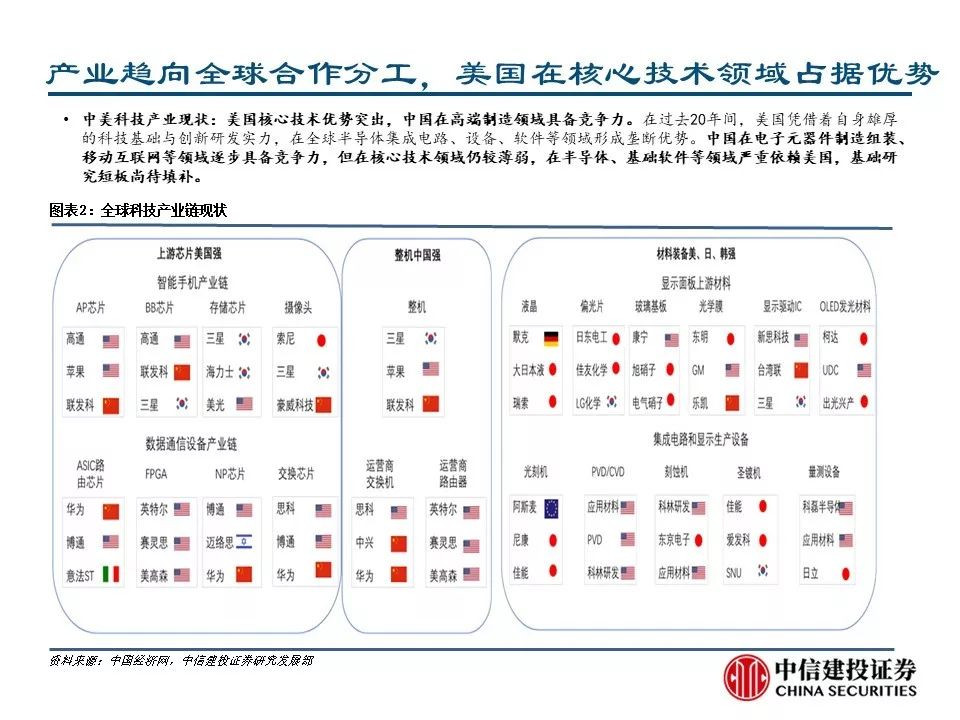 产业趋向全球合作分工，美国在核心技术领域占据优势
• 中美科技产业现状：美国核心技术优势突出，中国在高端制造领域具备竞争力。在过去20年间，美国凭借着自身雄厚
的科技基础与创新研发实力，在全球半导体集成电路、设备、软件等领域形成垄断优势。中国在电子元器件制造组装、
移动互联网等领域逐步具备竞争力，但在核心技术领域仍较薄弱，在半导体、基础软件等领域严重依赖美国，基础研
究短板尚待填补。
图表2：全球科技产业链现状
上游芯片美国强
智能手机产业链
AP芯片 BB芯片 存储芯片 摄像头
高通 高通 三星 索尼
苹果 联发科 海力士 三星
联发科 三星 美光 豪威科技
数据通信设备产业链
ASIC路
由芯片 FPGA NP芯片 交换芯片
华为 英特尔 博通 思科
博通 赛灵思 迈络思 博通
意法ST 美高森 华为 华为
整机中国强
整机
三星
苹果
联发科
运营商 运营商
交换机 路由器
思科 英特尔
中兴 赛灵思
华为 美高森
材料装备美、日、韩强
显示面板上游材料
液晶 偏光片 玻璃基板 光学膜 显示驱动IC OLED发光材料
默克 日东电工 康宁 东明 新思科技 柯达
大日本液 佳友化学 旭硝子 GM 台湾联 UDC
瑞索 LG化学 电气硝子 乐凯 三星 出光兴产
集成电路和显示生产设备
光刻机 PVD/CVD 刻蚀机 圣镀机 量测设备
阿斯麦 应用材料 科林研发 佳能 科磊半导体
尼康 PVD 东京电子 爱发科 应用材料
佳能 科林研发 应用材料 SNU 日立
资料来源：中国经济网，中信建投证券研究发展部
中信建投证券
CHINA SECURITIES